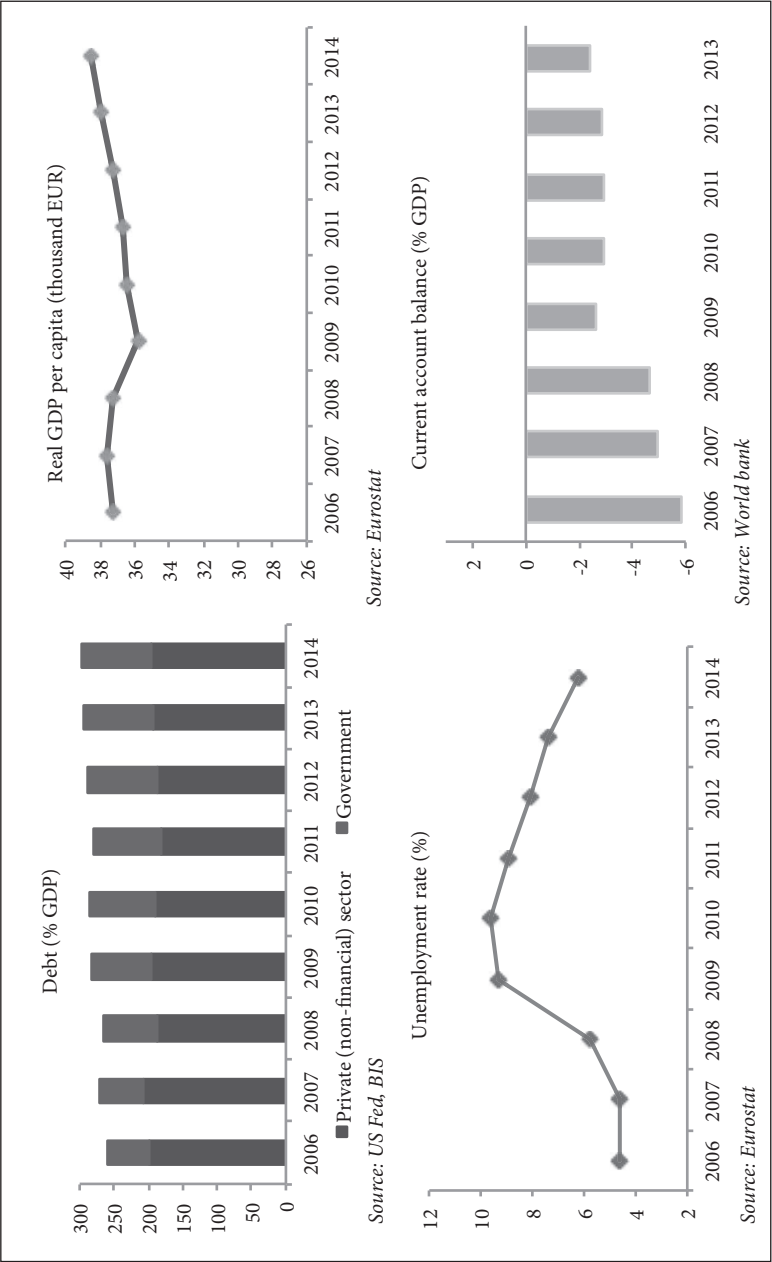 Debt (% GDP)
300
250
200
150
100
50
0
2006 2007 2008 2009 2010 2011 2012 2013 2014
Private (non-financial) sector Government
Source: US Fed, BIS
Real GDP per capita (thousand EUR)
40
38
36
34
32
30
28
26
2006 2007 2008 2009 2010 2011 2012 2013 2014
Source: Eurostat
Unemployment rate (%)
12
10
8
6
4
2
2006 2007 2008 2009 2010 2011 2012 2013 2014
Source: Eurostat
Current account balance (% GDP)
2
0
-2
-4
-6
2006 2007 2008 2009 2010 2011 2012 2013
Source: World bank